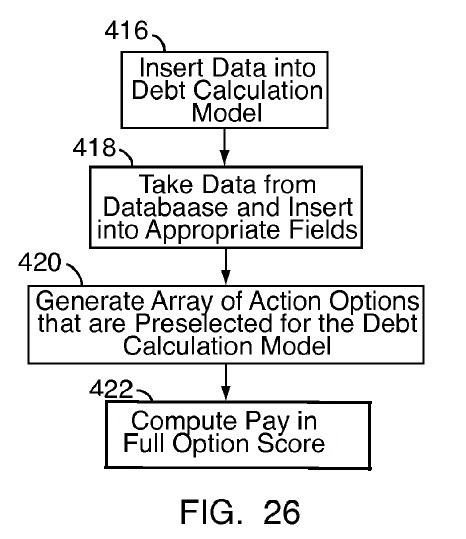 416
Insert Data into
Debt Calculation
Model
418
Take Data from
Databaase and Insert
into Appropriate Fields
420
Generate Array of Action Options
that are Preselected for the Debt
Calculation Model
422
Compute Pay in
Full Option Score
FIG. 26